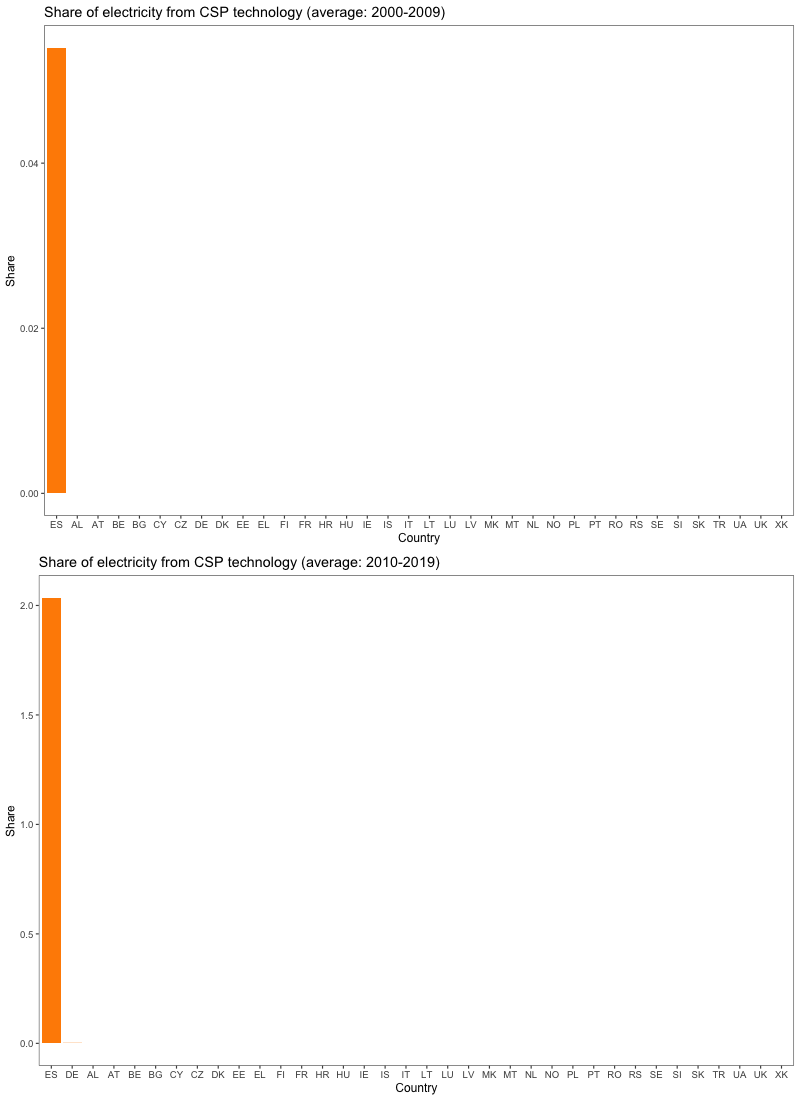 Share of electricity from CSP technology (average: 2000-2009)
Share
0.04
0.02
0.00
ES AL AT BE BG CY CZ DE DK EE EL FI FR HR HU IE IS IT LT LU LV MK MT NL NO PL PT RO RS SE SI SK TR UA UK XK
Country
Share of electricity from CSP technology (average: 2010-2019)
Share
2.0
1.5
1.0
0.5
0.0
ES DE AL AT BE BG CY CZ DK EE EL FI FR HR HU IE IS IT LT LU LV MK MT NL NO PL PT RO RS SE SI SK TR UA UK XK
Country